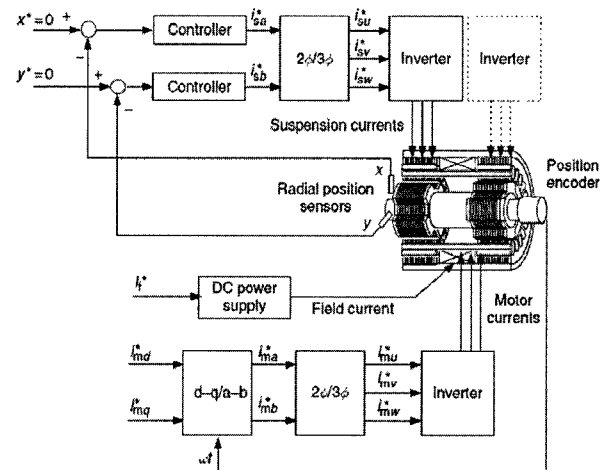 x*=0
+
−
Controller
i*sa
2ϕ/3ϕ
i*su
i*sv
i*sw
Inverter
Inverter
y*=0
+
−
Controller
i*sb
Suspension currents
Position
encoder
x
Radial position
sensors
y
I*f
DC power
supply
Field current
Motor
currents
i*md
i*mq
d–q/a–b
i*ma
i*mb
2ϕ/3ϕ
i*mu
i*mv
i*mw
Inverter
ωt